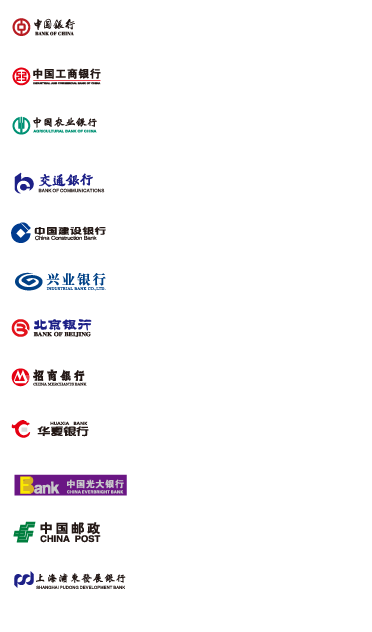 中国银行
BANK OF CHINA
中国工商银行
INDUSTRIAL AND COMMERCIAL BANK OF CHINA
中国农业银行
AGRICULTURAL BANK OF CHINA
交通銀行
BANK OF COMMUNICATIONS
中国建设银行
China Construction Bank
兴业银行
INDUSTRIAL BANK CO.,LTD.
北京银行
BANK OF BEIJING
招商银行
CHINA MERCHANTS BANK
HUAXIA BANK
华夏银行
Bank 中国光大银行
CHINA EVERBRIGHT BANK
中国邮政
CHINA POST
上海浦東發展銀行
SHANGHAI PUDONG DEVELOPMENT BANK